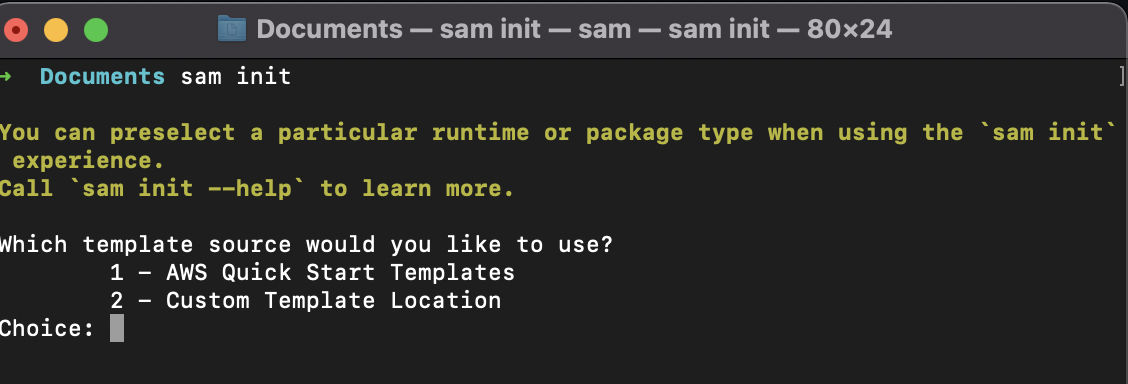 Documents — sam init — sam — sam init — 80×24
➜  Documents sam init ]
You can preselect a particular runtime or package type when using the `sam init`
 experience.
Call `sam init --help` to learn more.
Which template source would you like to use?
        1 - AWS Quick Start Templates
        2 - Custom Template Location
Choice: